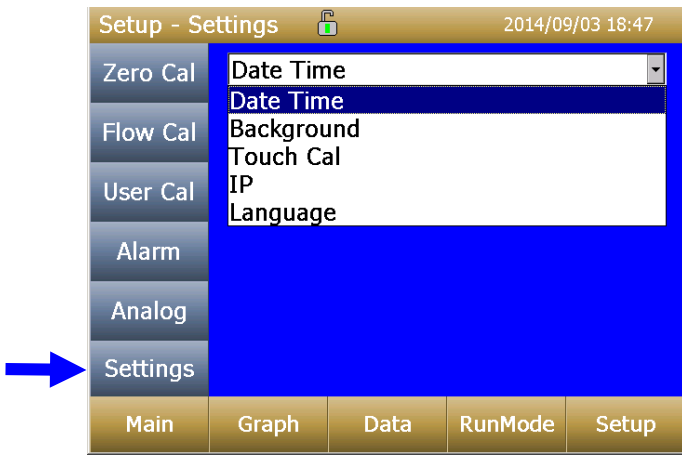 Setup - Settings 2014/09/03 18:47
Zero Cal
Flow Cal
User Cal
Alarm
Analog
Settings
Date Time
Date Time
Background
Touch Cal
IP
Language
Main Graph Data RunMode Setup